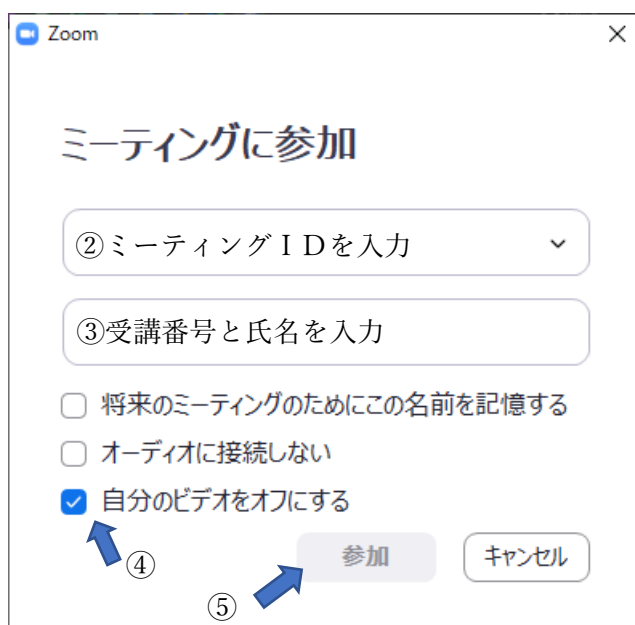 Zoom
ミーティングに参加
②ミーティングＩＤを入力
③受講番号と氏名を入力
将来のミーティングのためにこの名前を記憶する
オーディオに接続しない
自分のビデオをオフにする
④
参加 キャンセル
⑤